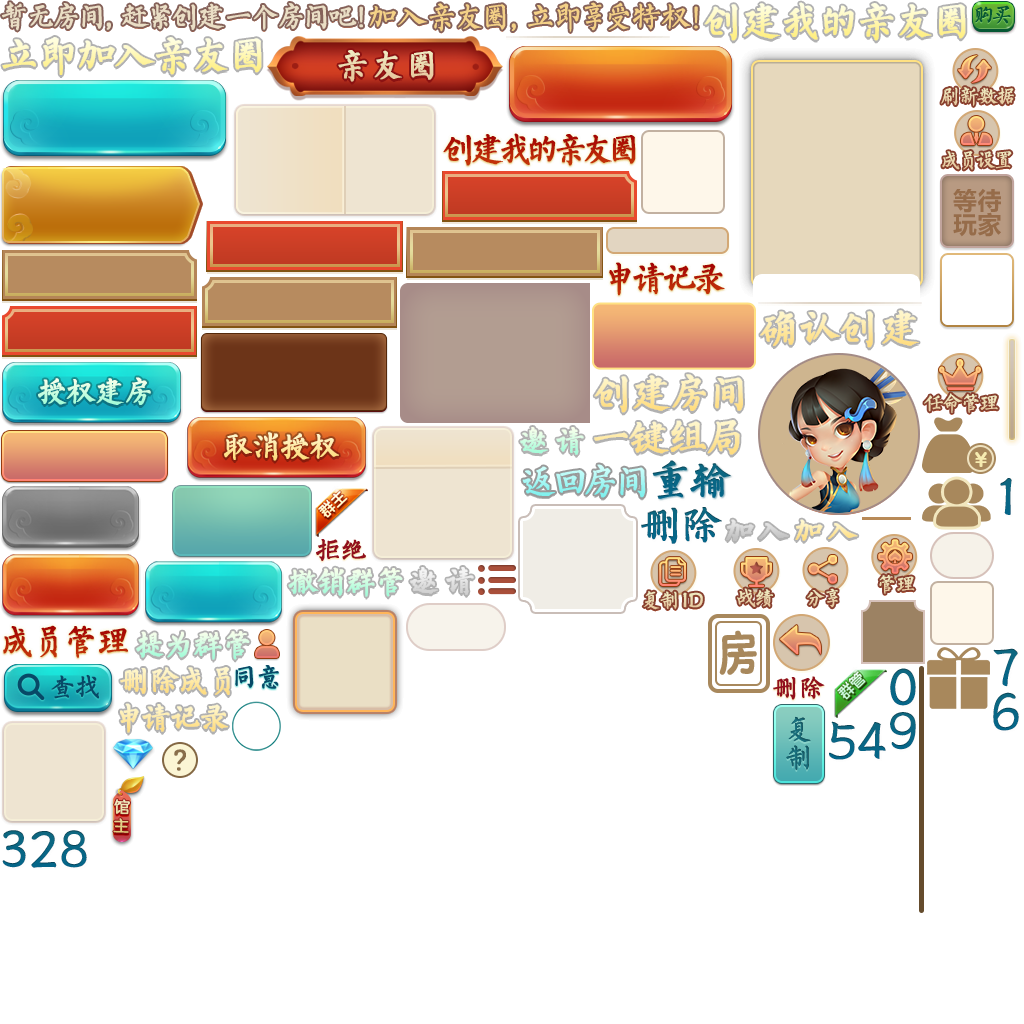 暂无房间, 赶紧创建一个房间吧!
加入亲友圈, 立即享受特权!
创建我的亲友圈
购买
立即加入亲友圈
亲友圈
刷新数据
创建我的亲友圈
成员设置
等待
玩家
申请记录
确认创建
授权建房
创建房间
任命管理
取消授权
邀 请
一键组局
¥
返回房间
重输
1
群主
删除
加入
加入
拒绝
撤销群管
邀 请
复制ID
战绩
分享
管理
成员管理
提为群管
房
查找
删除成员
同意
删除
群管
0
7
申请记录
复
制
549
6
?
馆
主
328